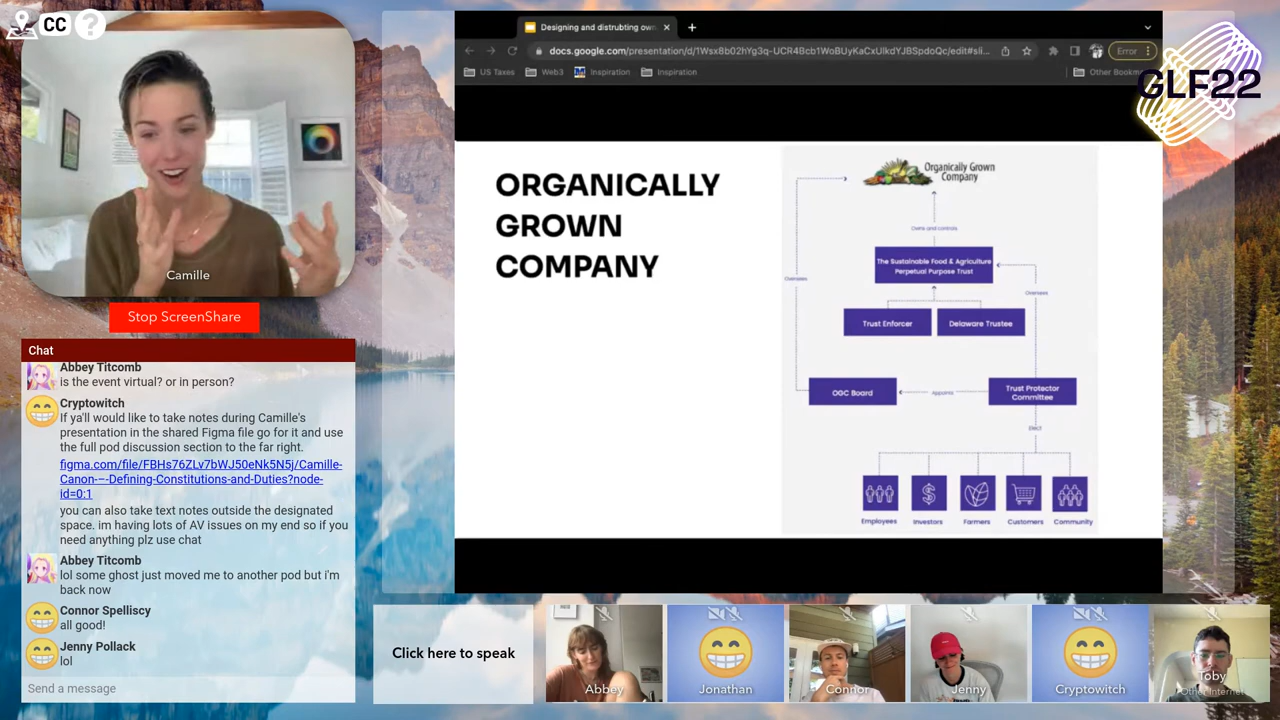 CC
?
Camille
Stop ScreenShare
Chat
Abbey Titcomb
is the event virtual? or in person?
Cryptowitch
If ya'll would like to take notes during Camille's
presentation in the shared Figma file go for it and use
the full pod discussion section to the far right.
figma.com/file/FBHs76ZLv7bWJ50eNk5N5j/Camille-
Canon-–-Defining-Constitutions-and-Duties?node-
id=0:1
you can also take text notes outside the designated
space. im having lots of AV issues on my end so if you
need anything plz use chat
Abbey Titcomb
lol some ghost just moved me to another pod but i'm
back now
Connor Spelliscy
all good!
Jenny Pollack
lol
Send a message
Designing and distrubting own
docs.google.com/presentation/d/1Wsx8b02hYg3q-UCR4Bcb1WoBUyKaCxUlkdYJ8SpdoQc/edit#sli...
Error
US Taxes
Web3
Inspiration
Inspiration
Other Bookm
GLF22
ORGANICALLY
GROWN
COMPANY
Organically Grown
Company
Owns and controls
The Sustainable Food & Agriculture
Perpetual Purpose Trust
Oversees
Oversees
Trust Enforcer
Delaware Trustee
OGC Board
Appoints
Trust Protector
Committee
Elect
Employees
Investors
Farmers
Customers
Community
Click here to speak
Abbey
Jonathan
Connor
Jenny
Cryptowitch
Toby
Other Internet